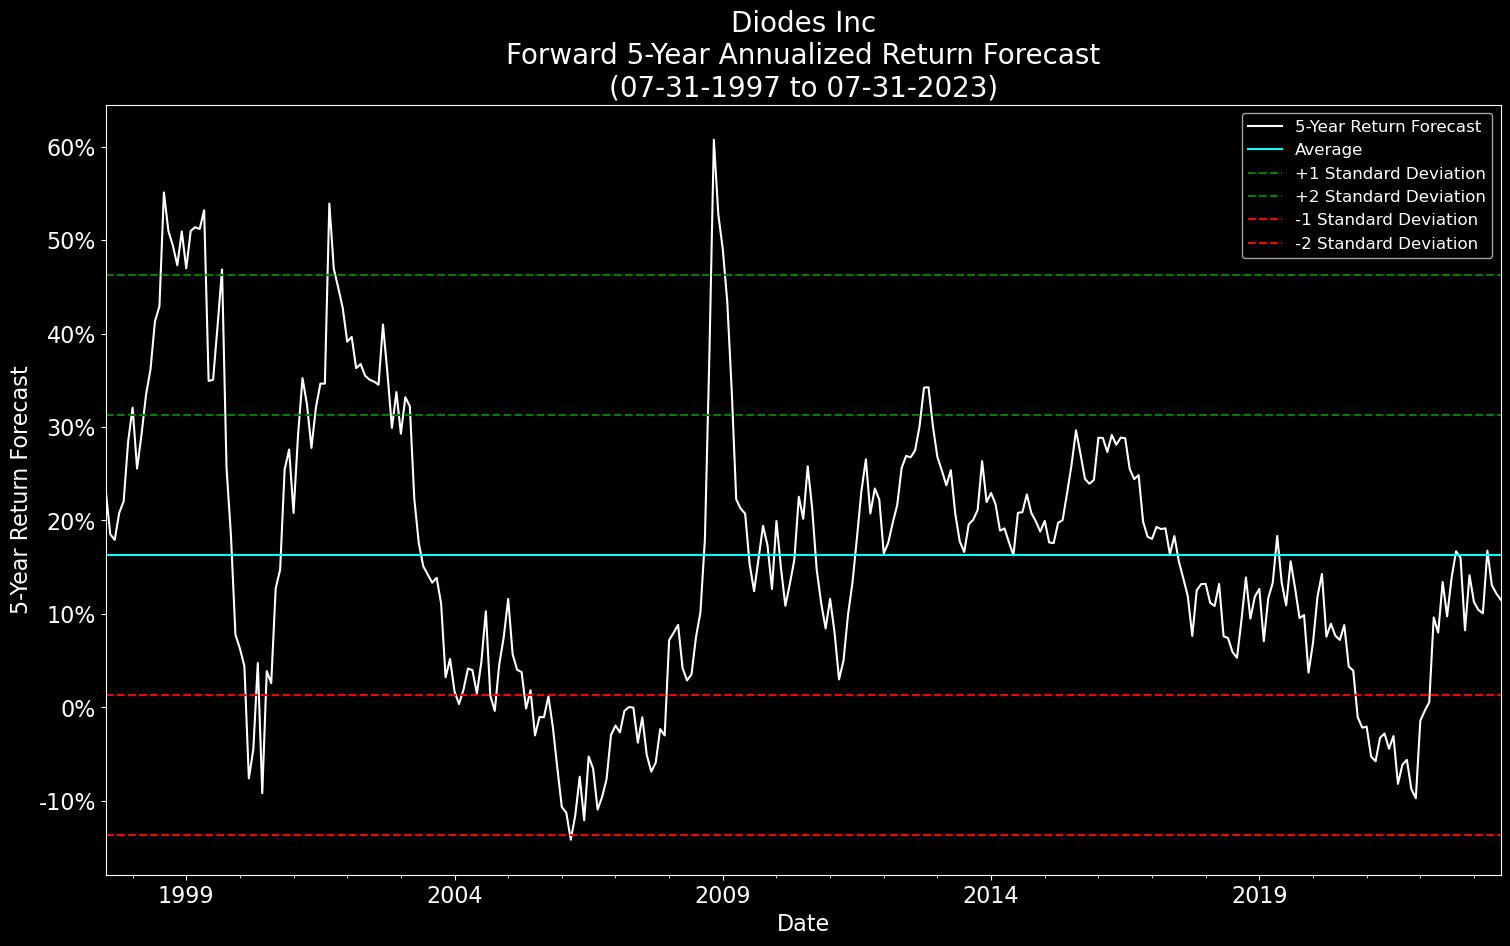 Diodes Inc
Forward 5-Year Annualized Return Forecast
(07-31-1997 to 07-31-2023)
5-Year Return Forecast
Average
+1 Standard Deviation
+2 Standard Deviation
-1 Standard Deviation
-2 Standard Deviation
60%
50%
40%
30%
20%
10%
0%
-10%
5-Year Return Forecast
1999
2004
2009
2014
2019
Date